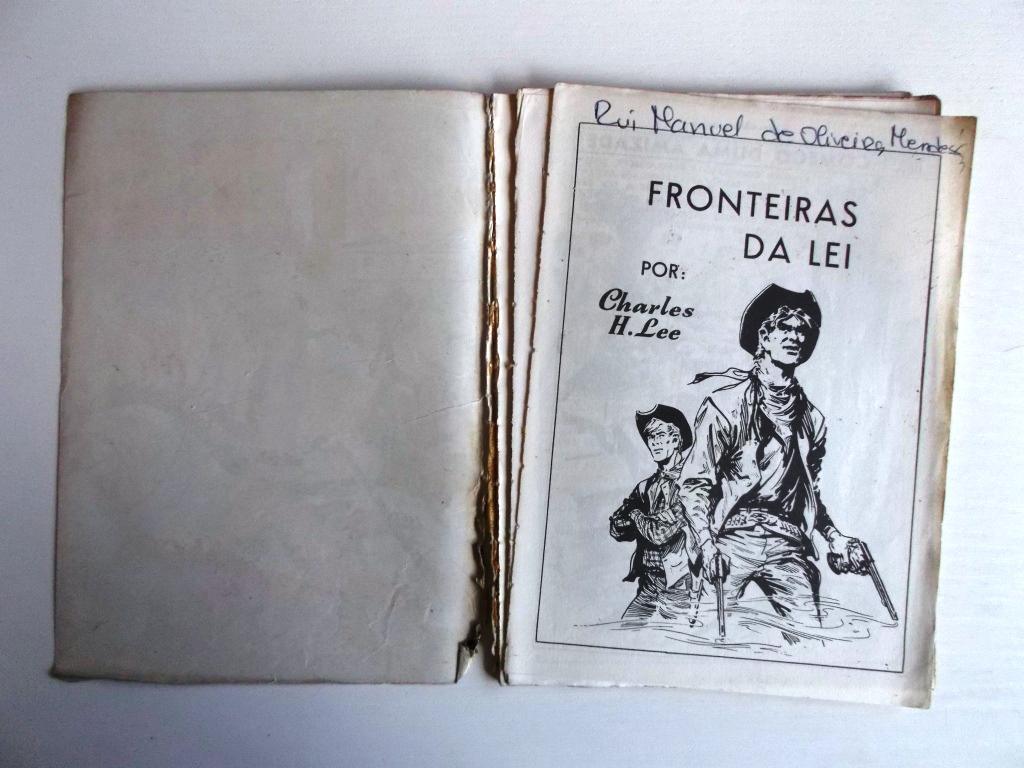 Rui Manuel de Oliveira Mendes
FRONTEIRAS
DA LEI
POR:
Charles
H. Lee